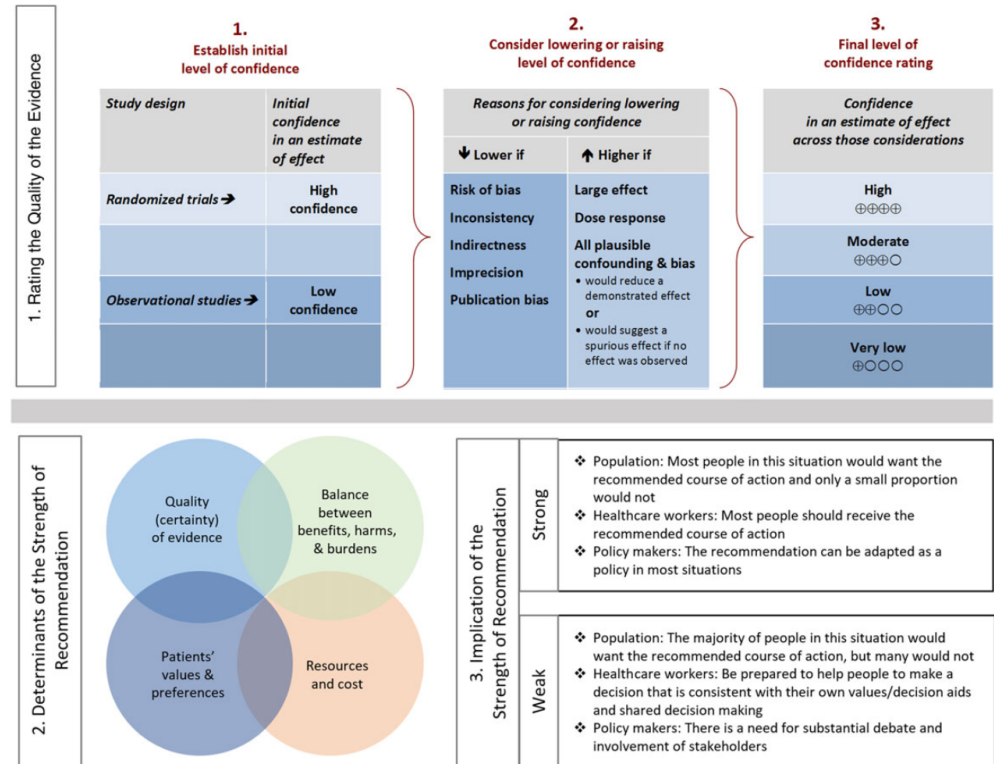 1. Rating the Quality of the Evidence
1.
Establish initial
level of confidence
Study design
Initial
confidence
in an estimate
of effect
Randomized trials ➔
High
confidence
Observational studies ➔
Low
confidence
2.
Consider lowering or raising
level of confidence
Reasons for considering lowering
or raising confidence
🡻 Lower if
🡹 Higher if
Risk of bias
Inconsistency
Indirectness
Imprecision
Publication bias
Large effect
Dose response
All plausible
confounding & bias
• would reduce a
demonstrated effect
or
• would suggest a
spurious effect if no
effect was observed
3.
Final level of
confidence rating
Confidence
in an estimate of effect
across those considerations
High
⊕⊕⊕⊕
Moderate
⊕⊕⊕○
Low
⊕⊕○○
Very low
⊕○○○
2. Determinants of the Strength of
Recommendation
Quality
(certainty)
of evidence
Balance
between
benefits, harms,
& burdens
Patients'
values &
preferences
Resources
and cost
3. Implication of the
Strength of Recommendation
Strong
❖ Population: Most people in this situation would want the
recommended course of action and only a small proportion
would not
❖ Healthcare workers: Most people should receive the
recommended course of action
❖ Policy makers: The recommendation can be adapted as a
policy in most situations
Weak
❖ Population: The majority of people in this situation would
want the recommended course of action, but many would not
❖ Healthcare workers: Be prepared to help people to make a
decision that is consistent with their own values/decision aids
and shared decision making
❖ Policy makers: There is a need for substantial debate and
involvement of stakeholders